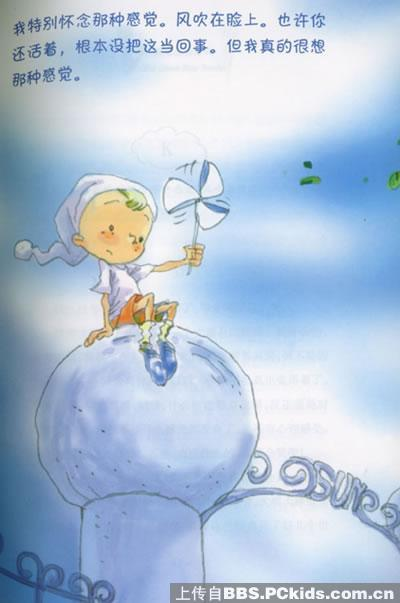 我特别怀念那种感觉。风吹在脸上。也许你
还活着，根本没把这当回事。但我真的很想
那种感觉。
K
SUN
上传自BBS.PCkids.com.cn